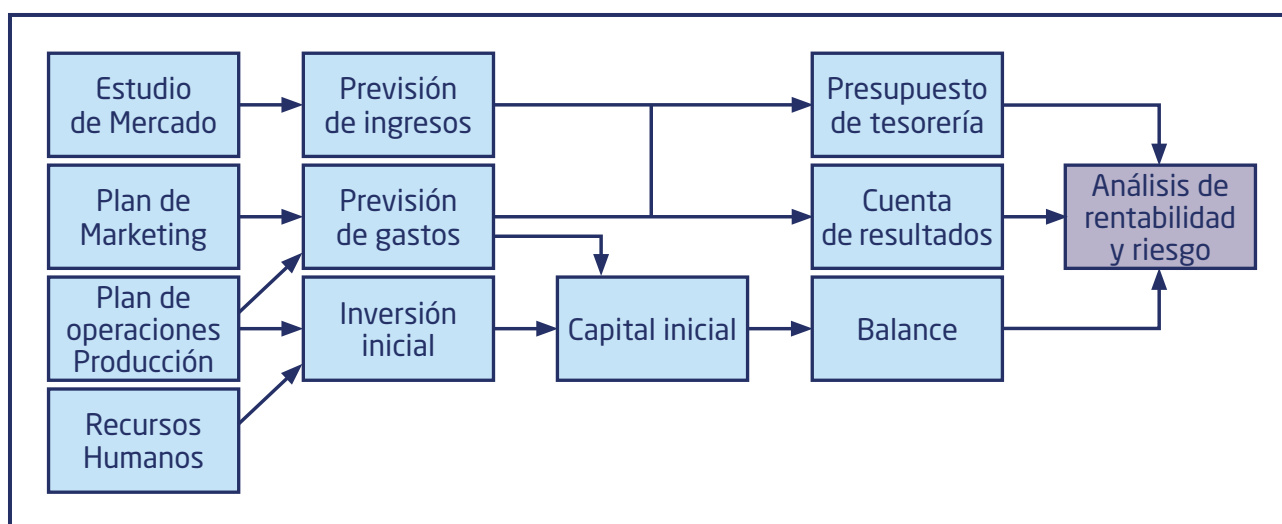 Estudio
de Mercado
Previsión
de ingresos
Presupuesto
de tesorería
Plan de
Marketing
Previsión
de gastos
Cuenta
de resultados
Análisis de
rentabilidad
y riesgo
Plan de
operaciones
Producción
Inversión
inicial
Capital inicial
Balance
Recursos
Humanos